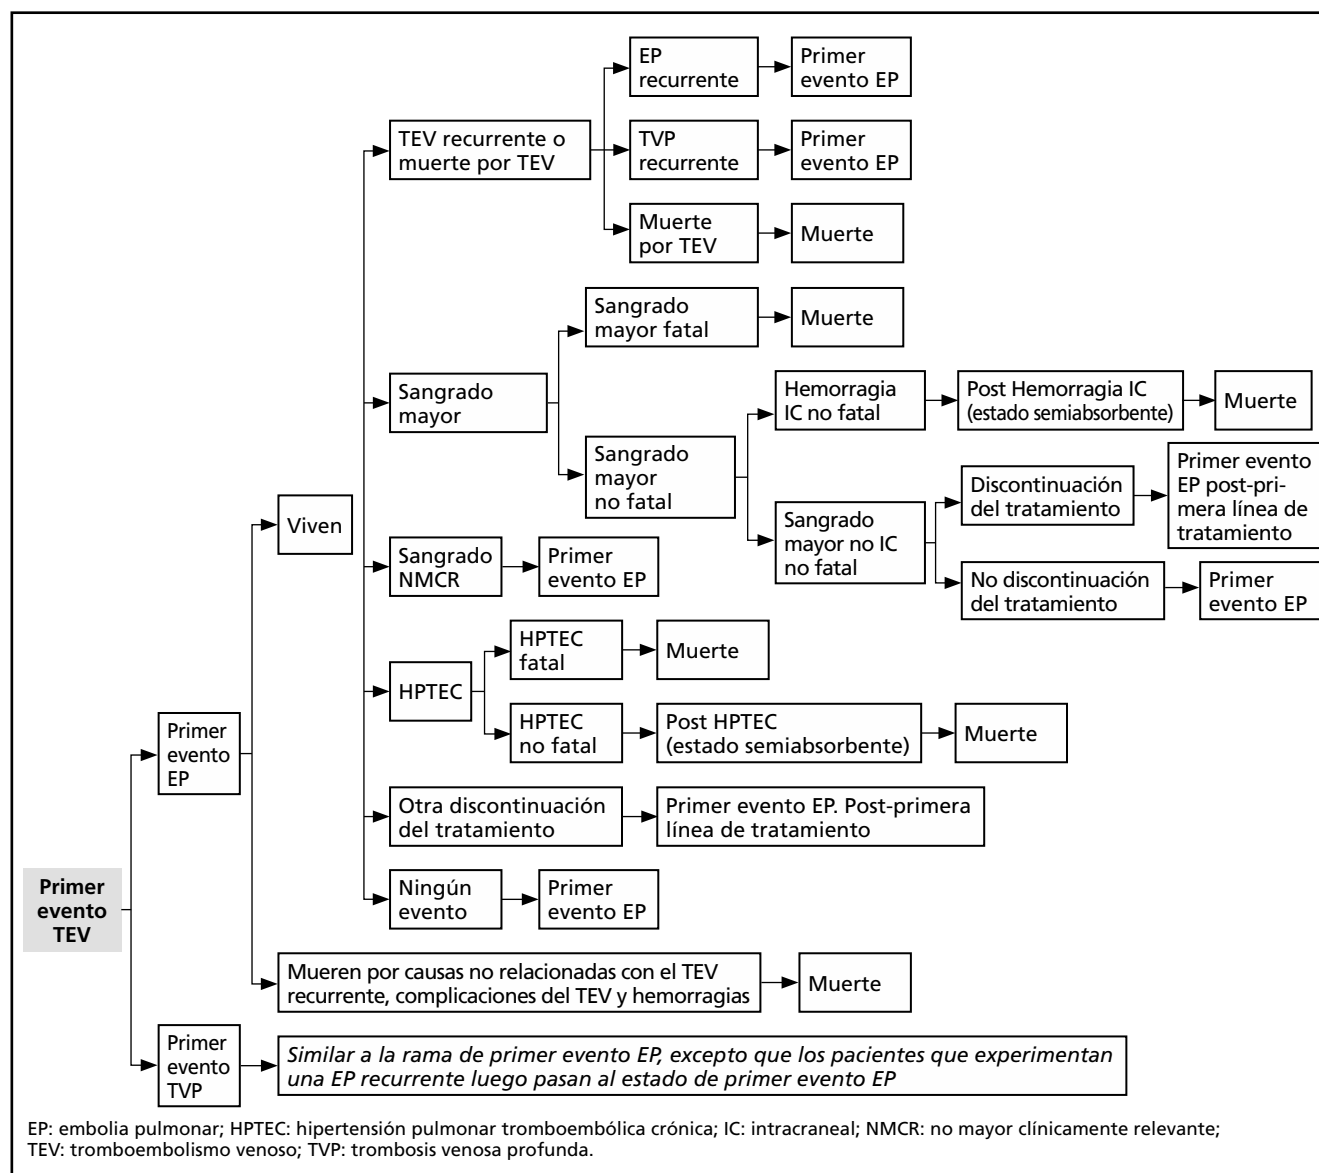 EP
recurrente
Primer
evento EP
TEV recurrente o
muerte por TEV
TVP
recurrente
Primer
evento EP
Muerte
por TEV
Muerte
Sangrado
mayor fatal
Muerte
Sangrado
mayor
Hemorragia
IC no fatal
Post Hemorragia IC
(estado semiabsorbente)
Muerte
Sangrado
mayor
no fatal
Sangrado
mayor no IC
no fatal
Discontinuación
del tratamiento
Primer evento
EP post-pri-
mera línea de
tratamiento
No discontinuación
del tratamiento
Primer
evento EP
Viven
Sangrado
NMCR
Primer
evento EP
HPTEC
HPTEC
fatal
Muerte
HPTEC
no fatal
Post HPTEC
(estado semiabsorbente)
Muerte
Primer
evento
EP
Otra discontinuación
del tratamiento
Primer evento EP. Post-primera
línea de tratamiento
Ningún
evento
Primer
evento EP
Primer
evento
TEV
Mueren por causas no relacionadas con el TEV
recurrente, complicaciones del TEV y hemorragias
Muerte
Primer
evento
TVP
Similar a la rama de primer evento EP, excepto que los pacientes que experimentan
una EP recurrente luego pasan al estado de primer evento EP
EP: embolia pulmonar; HPTEC: hipertensión pulmonar tromboembólica crónica; IC: intracraneal; NMCR: no mayor clínicamente relevante;
TEV: tromboembolismo venoso; TVP: trombosis venosa profunda.